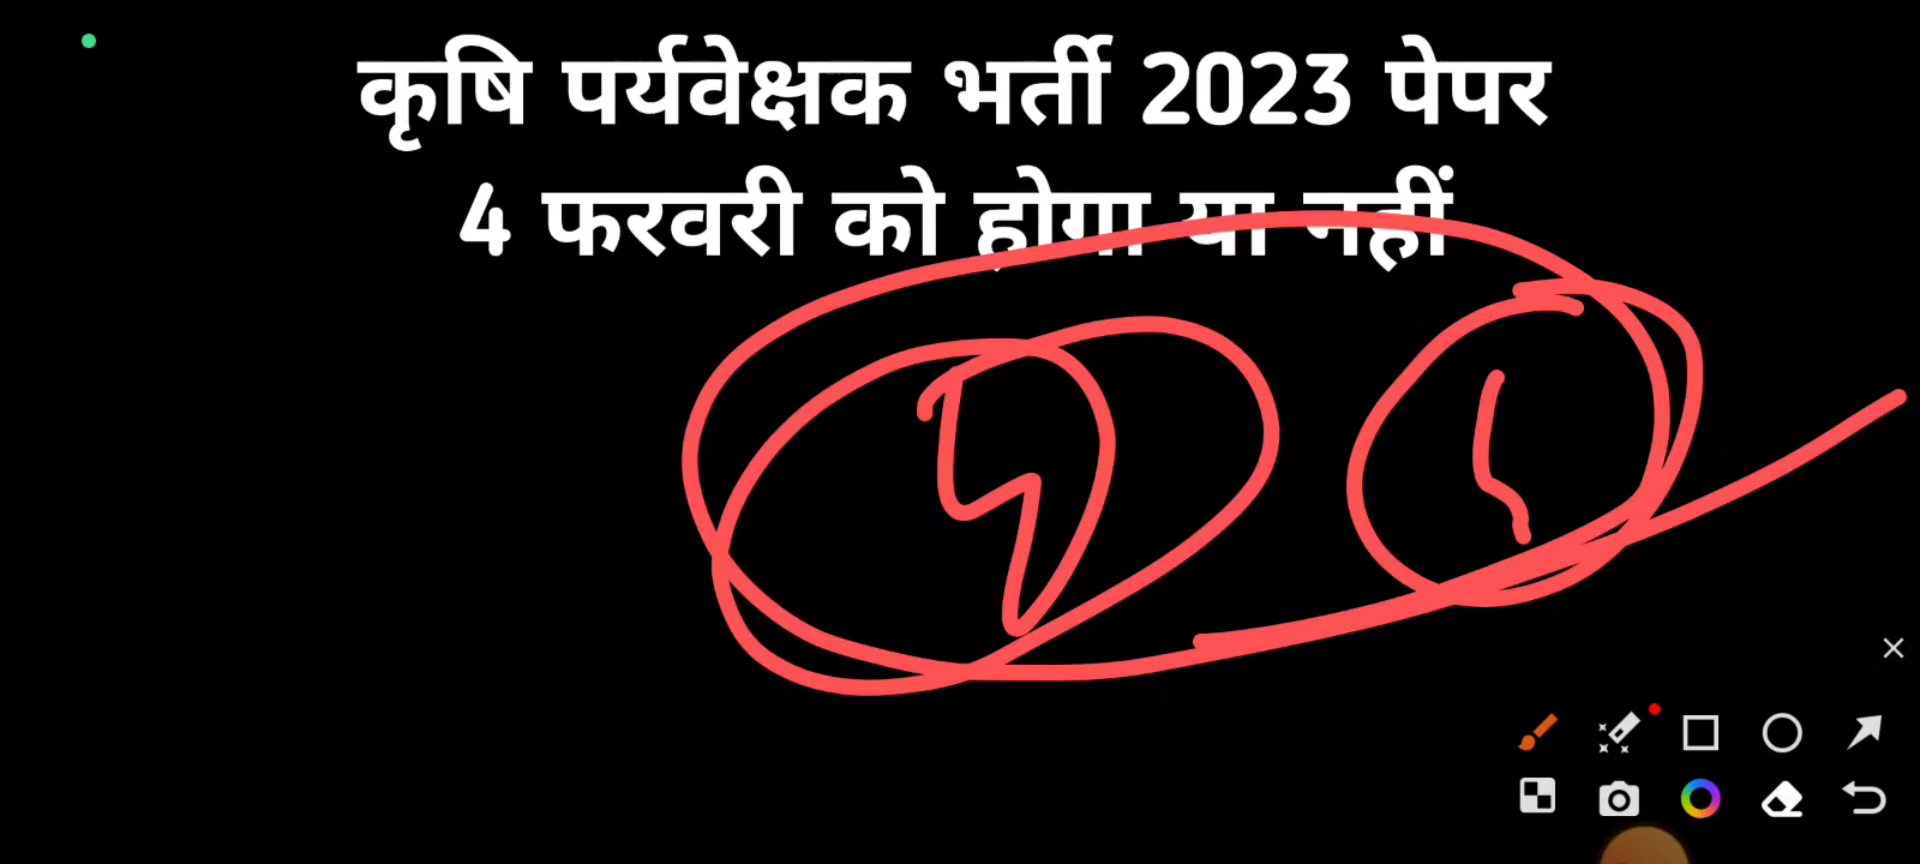 कृषि पर्यवेक्षक भर्ती 2023 पेपर
4 फरवरी को होगा या नहीं